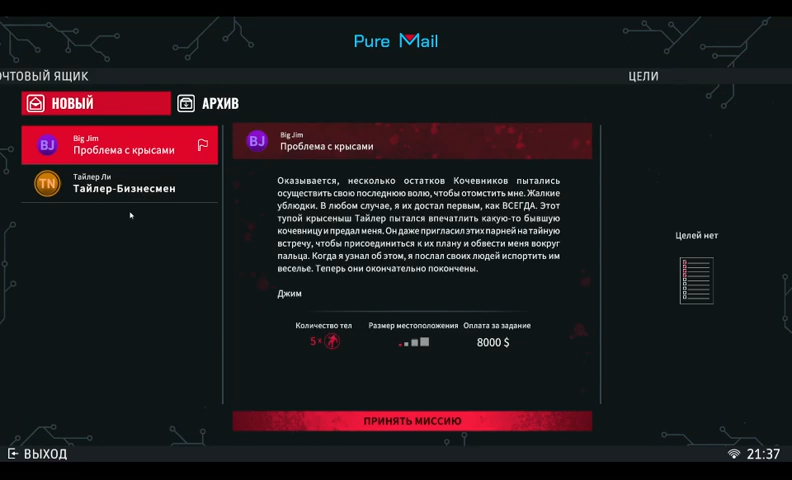 Pure Mail
ОЧТОВЫЙ ЯЩИК
ЦЕЛИ
НОВЫЙ
АРХИВ
BJ
Big Jim
Проблема с крысами
TN
Тайлер Ли
Тайлер-Бизнесмен
BJ
Big Jim
Проблема с крысами
Оказывается, несколько остатков Кочевников пытались
осуществить свою последнюю волю, чтобы отомстить мне. Жалкие
ублюдки. В любом случае, я их достал первым, как ВСЕГДА. Этот
тупой крысеныш Тайлер пытался впечатлить какую-то бывшую
кочевницу и предал меня. Он даже пригласил этих парней на тайную
встречу, чтобы присоединиться к их плану и обвести меня вокруг
пальца. Когда я узнал об этом, я послал своих людей испортить им
веселье. Теперь они окончательно покончены.
Джим
Количество тел
Размер местоположения
Оплата за задание
5×
8000 $
Целей нет
ПРИНЯТЬ МИССИЮ
ВЫХОД
21:37